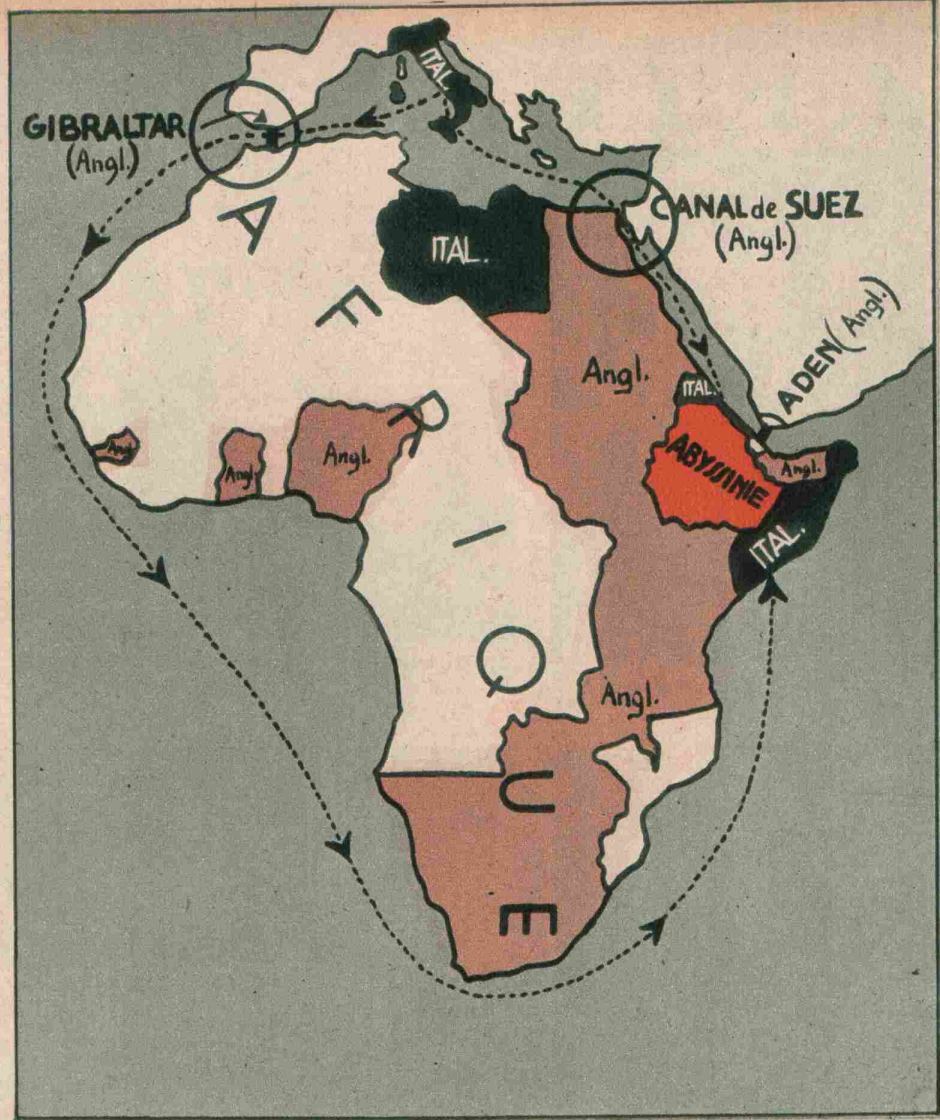 ITAL.
GIBRALTAR
(Angl.)
CANAL de SUEZ
(Angl.)
ITAL.
ADEN (Angl.)
Angl.
ITAL.
ABYSSINIE
Angl.
ITAL.
Angl.
Angl.
Angl.
Angl.
AFRIQUE